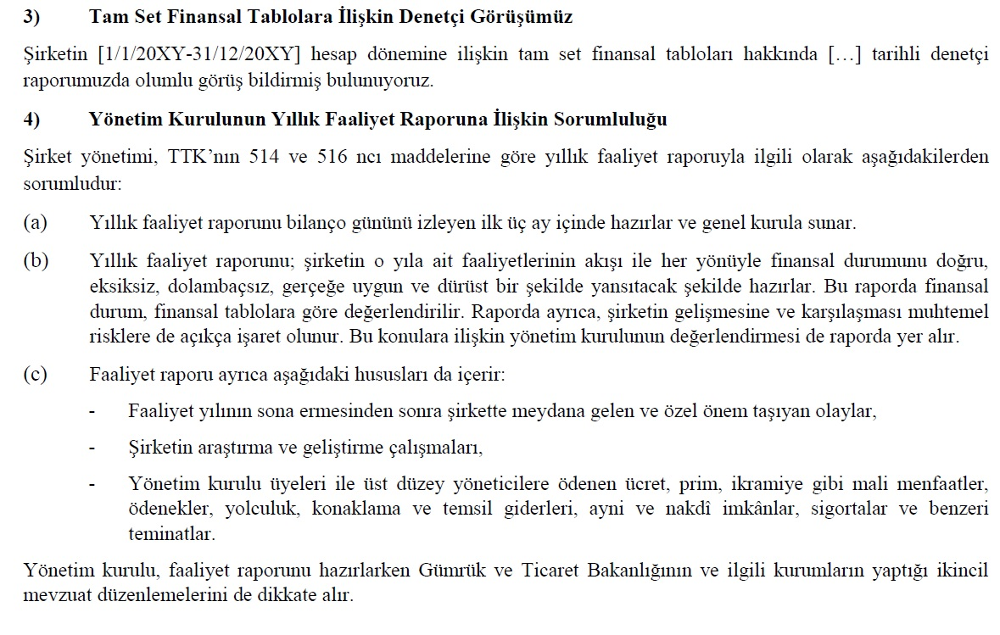 3) Tam Set Finansal Tablolara İlişkin Denetçi Görüşümüz
Şirketin [1/1/20XY-31/12/20XY] hesap dönemine ilişkin tam set finansal tabloları hakkında […] tarihli denetçi
raporumuzda olumlu görüş bildirmiş bulunuyoruz.
4) Yönetim Kurulunun Yıllık Faaliyet Raporuna İlişkin Sorumluluğu
Şirket yönetimi, TTK’nın 514 ve 516 ncı maddelerine göre yıllık faaliyet raporuyla ilgili olarak aşağıdakilerden
sorumludur:
(a) Yıllık faaliyet raporunu bilanço gününü izleyen ilk üç ay içinde hazırlar ve genel kurula sunar.
(b) Yıllık faaliyet raporunu; şirketin o yıla ait faaliyetlerinin akışı ile her yönüyle finansal durumunu doğru,
eksiksiz, dolambaçsız, gerçeğe uygun ve dürüst bir şekilde yansıtacak şekilde hazırlar. Bu raporda finansal
durum, finansal tablolara göre değerlendirilir. Raporda ayrıca, şirketin gelişmesine ve karşılaşması muhtemel
risklere de açıkça işaret olunur. Bu konulara ilişkin yönetim kurulunun değerlendirmesi de raporda yer alır.
(c) Faaliyet raporu ayrıca aşağıdaki hususları da içerir:
- Faaliyet yılının sona ermesinden sonra şirkette meydana gelen ve özel önem taşıyan olaylar,
- Şirketin araştırma ve geliştirme çalışmaları,
- Yönetim kurulu üyeleri ile üst düzey yöneticilere ödenen ücret, prim, ikramiye gibi mali menfaatler,
ödenekler, yolculuk, konaklama ve temsil giderleri, ayni ve nakdî imkânlar, sigortalar ve benzeri
teminatlar.
Yönetim kurulu, faaliyet raporunu hazırlarken Gümrük ve Ticaret Bakanlığının ve ilgili kurumların yaptığı ikincil
mevzuat düzenlemelerini de dikkate alır.